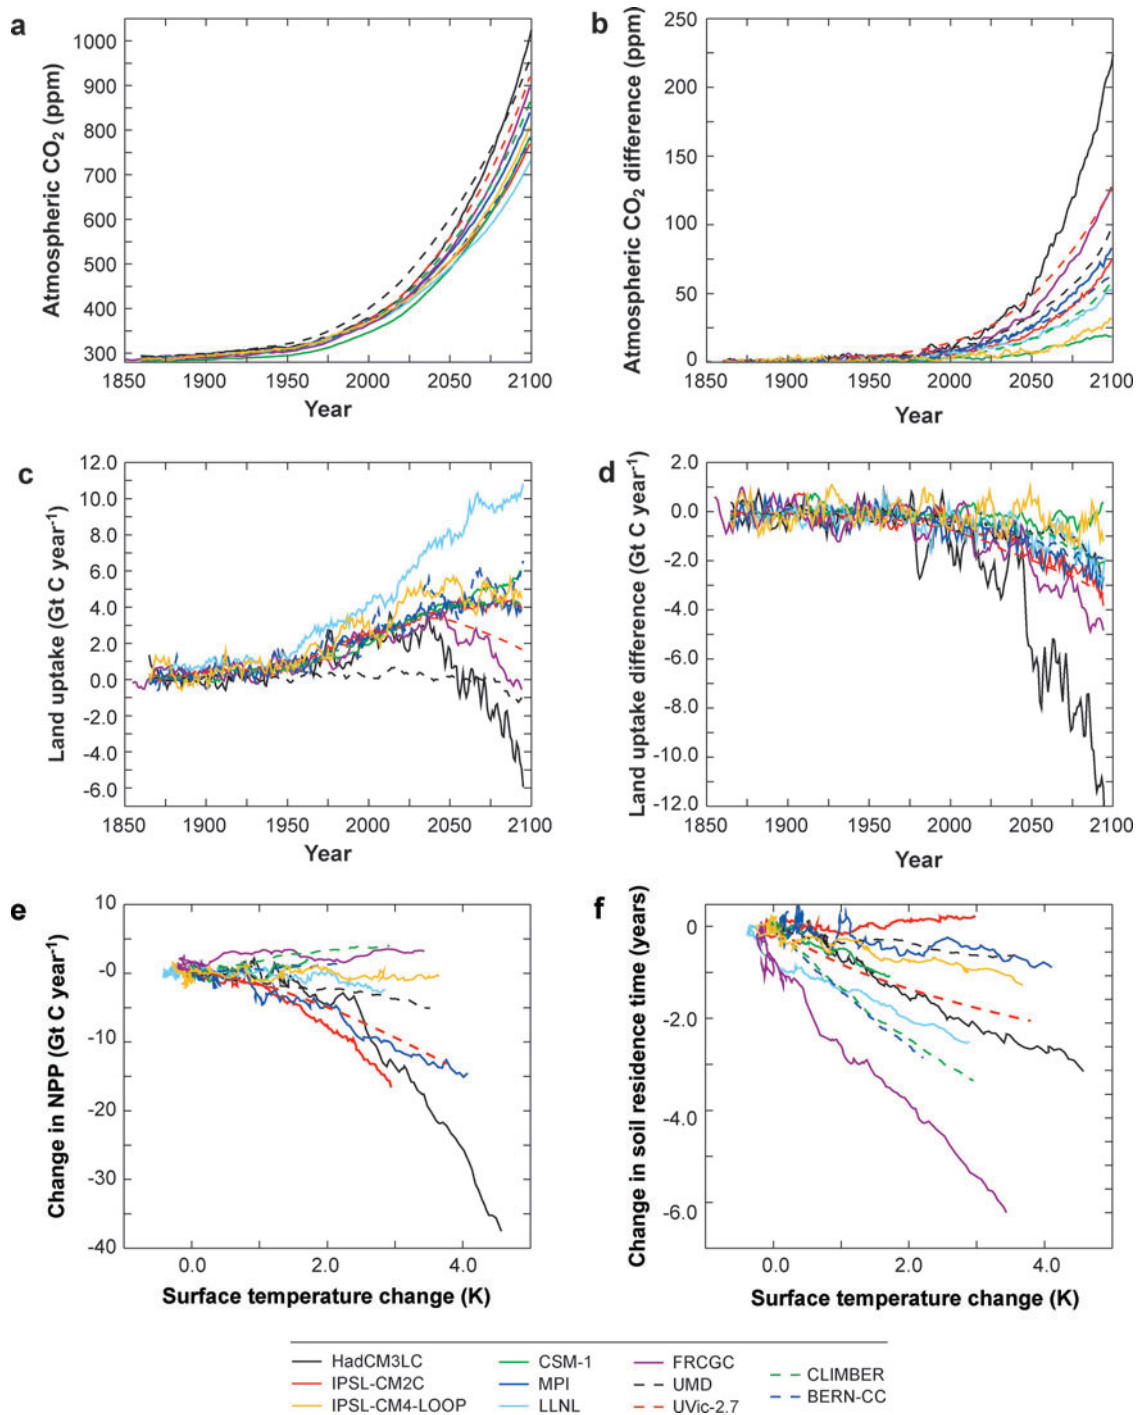 a
1000
900
800
700
600
500
400
300
Atmospheric CO2 (ppm)
1850 1900 1950 2000 2050 2100
Year
b
250
200
150
100
50
0
Atmospheric CO2 difference (ppm)
1850 1900 1950 2000 2050 2100
Year
c
12.0
10.0
8.0
6.0
4.0
2.0
0.0
-2.0
-4.0
-6.0
Land uptake (Gt C year-1)
1850 1900 1950 2000 2050 2100
Year
d
2.0
0.0
-2.0
-4.0
-6.0
-8.0
-10.0
-12.0
Land uptake difference (Gt C year-1)
1850 1900 1950 2000 2050 2100
Year
e
10
-0
-10
-20
-30
-40
Change in NPP (Gt C year-1)
0.0 2.0 4.0
Surface temperature change (K)
f
0
-2.0
-4.0
-6.0
Change in soil residence time (years)
0.0 1.0 2.0 3.0 4.0
Surface temperature change (K)
HadCM3LC CSM-1 FRCGC CLIMBER
IPSL-CM2C MPI UMD BERN-CC
IPSL-CM4-LOOP LLNL UVic-2.7